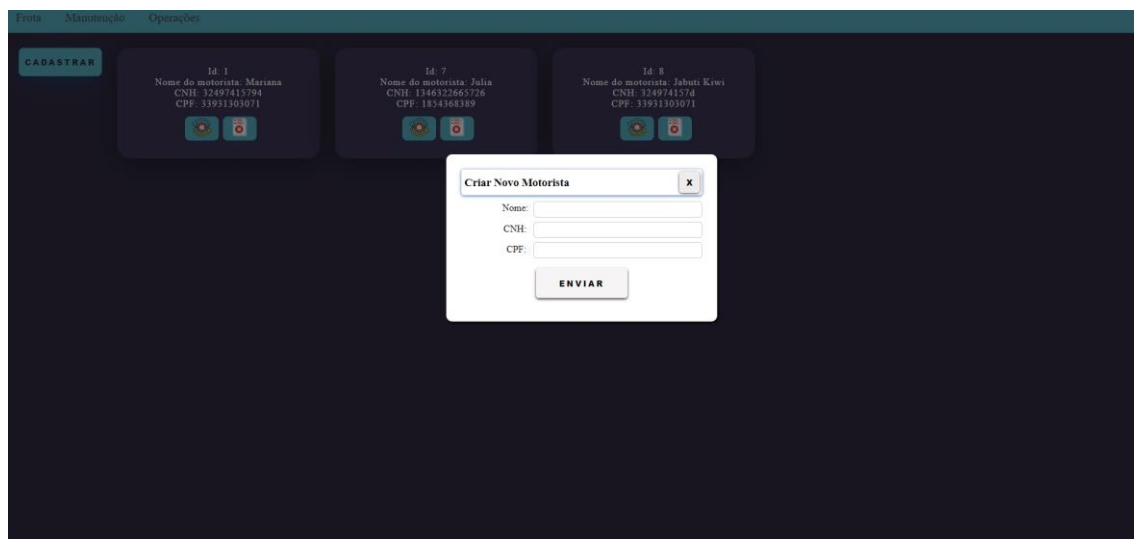 Frota Manutenção Operações
CADASTRAR
Id: 1
Nome do motorista: Mariana
CNH: 32497415794
CPF: 33931303071
Id: 7
Nome do motorista: Julia
CNH: 1346322665726
CPF: 1854368389
Id: 8
Nome do motorista: Jabuti Kiwi
CNH: 324974157d
CPF: 33931303071
Criar Novo Motorista
X
Nome:
CNH:
CPF:
ENVIAR